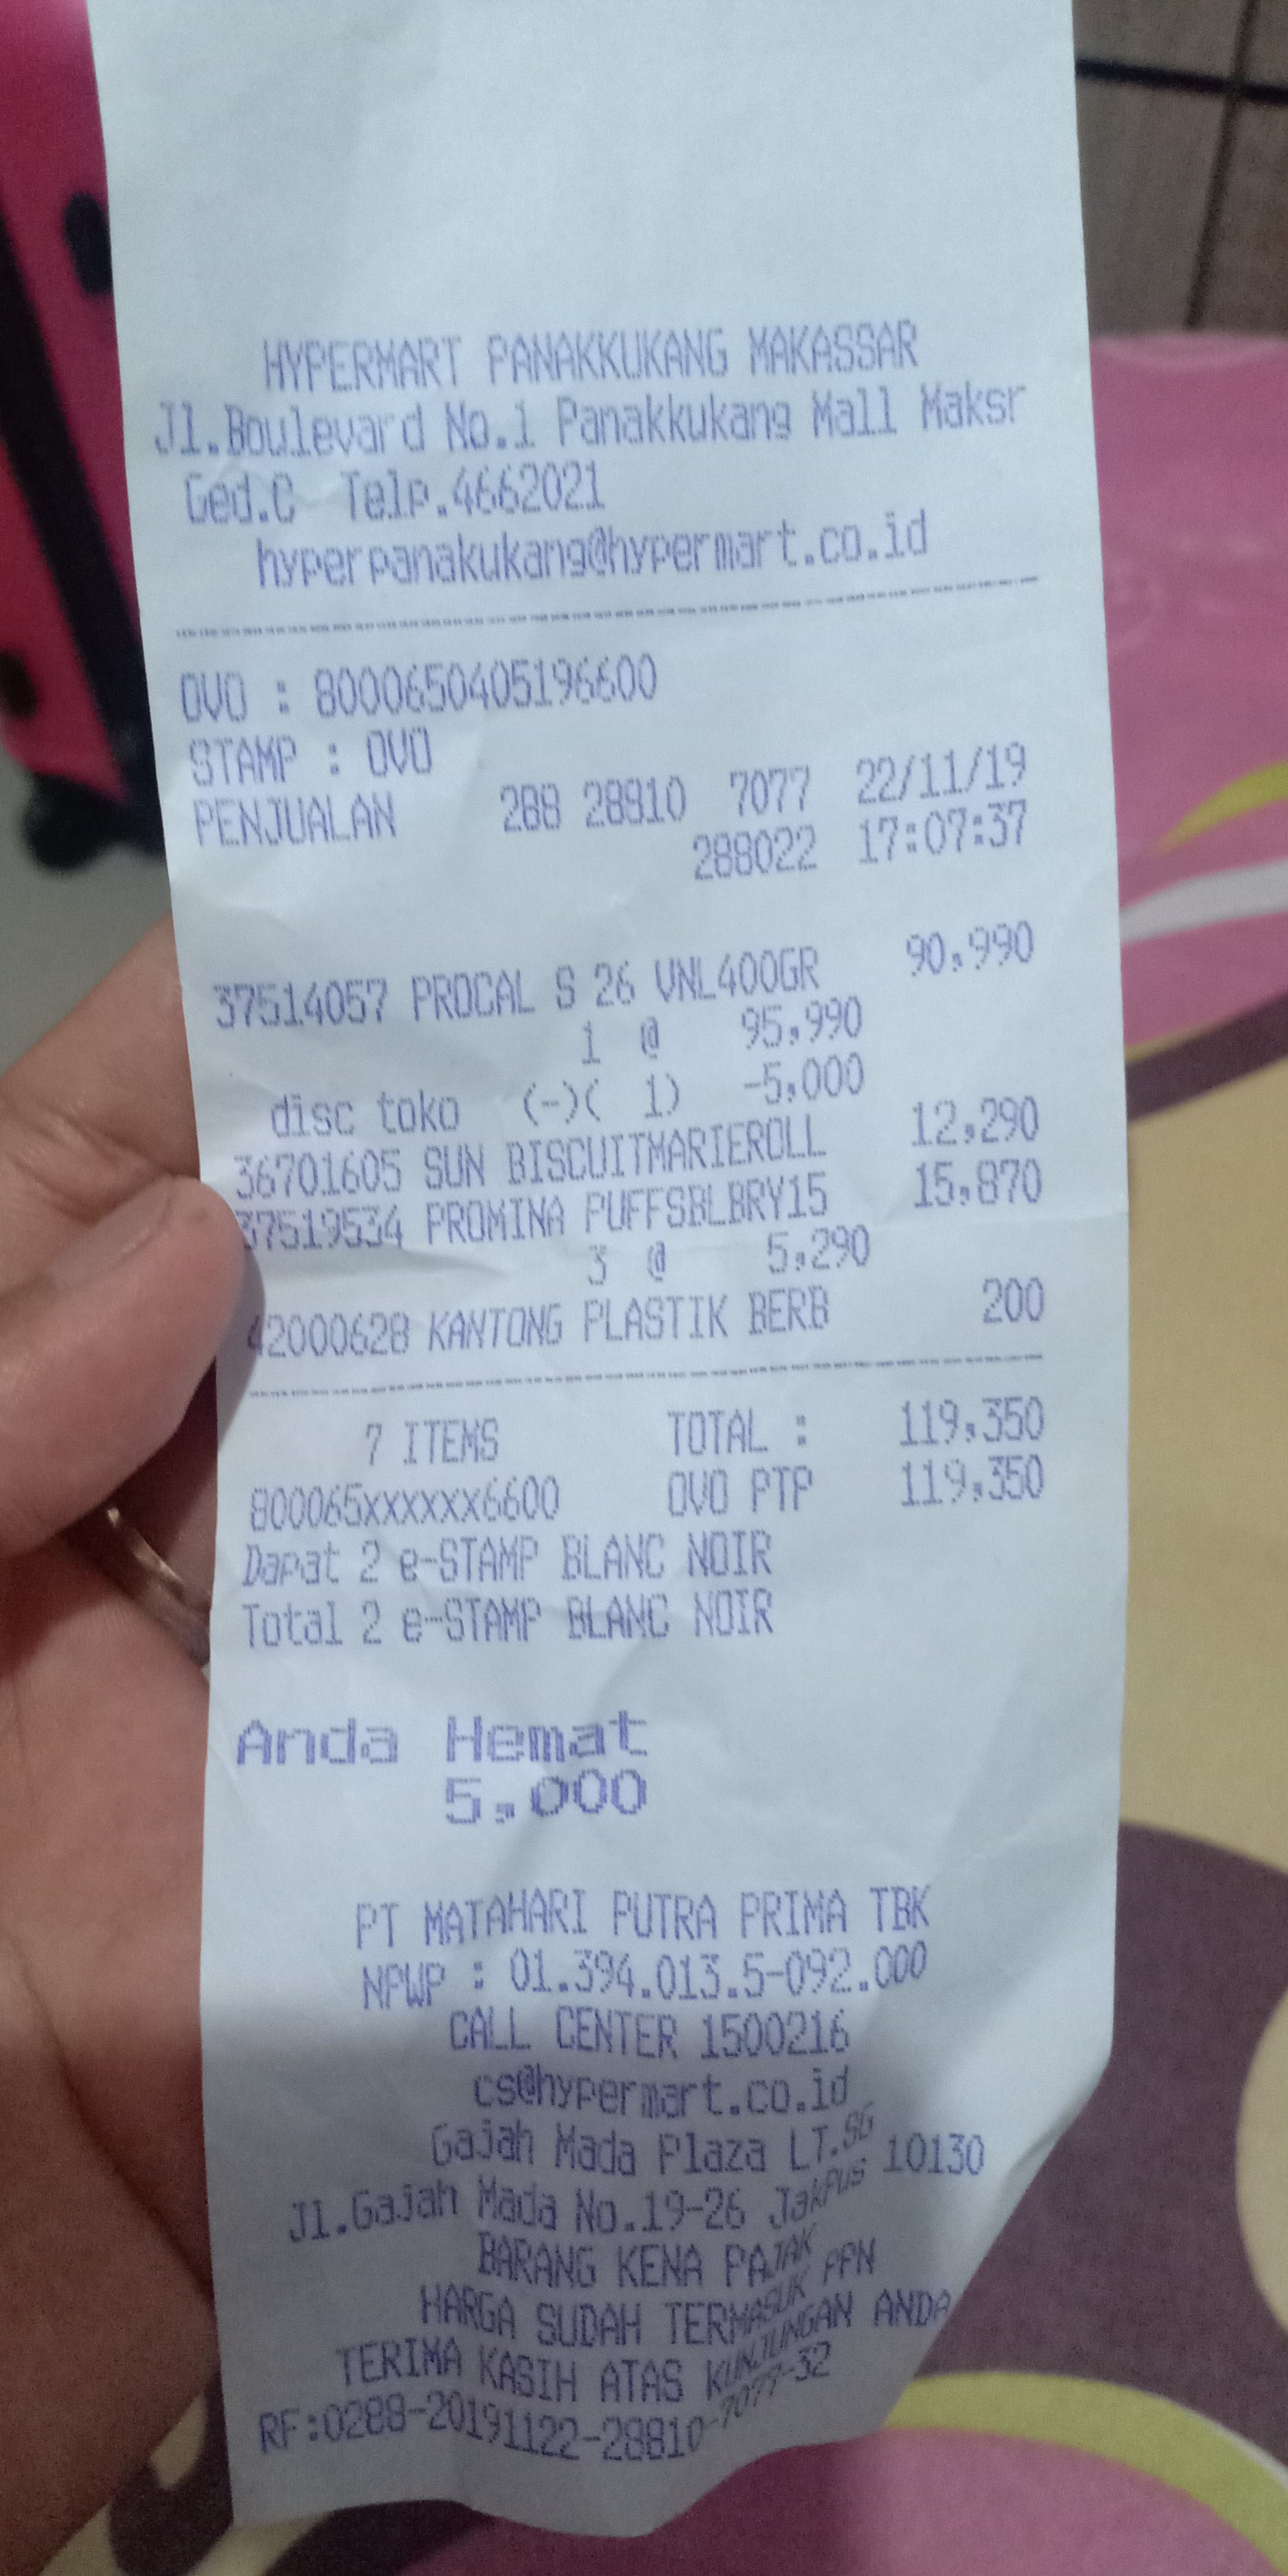 HYPERMART PANAKKUKANG MAKASSAR
Jl.Boulevard No.1 Panakkukang Mall Maksr
Ged.C Telp.4662021
hyperpanakukang@hypermart.co.id
OVO : 8000650405196600
STAMP : OVO
PENJUALAN 288 28810 7077 22/11/19
288022 17:07:37
37514057 PROCAL S 26 VNL400GR 90,990
1 @ 95,990
disc toko (-)( 1) -5,000
36701605 SUN BISCUITMARIEROLL 12,290
37519534 PROMINA PUFFSBLBRY15 15,870
3 @ 5,290
42000628 KANTONG PLASTIK BERB 200
7 ITEMS TOTAL : 119,350
800065xxxxxx6600 OVO PTP 119,350
Dapat 2 e-STAMP BLANC NOIR
Total 2 e-STAMP BLANC NOIR
Anda Hemat
5,000
PT MATAHARI PUTRA PRIMA TBK
NPWP : 01.394.013.5-092.000
CALL CENTER 1500216
cs@hypermart.co.id
Gajah Mada Plaza LT.SG
Jl.Gajah Mada No.19-26 Jakpus 10130
BARANG KENA PAJAK
HARGA SUDAH TERMASUK PPN
TERIMA KASIH ATAS KUNJUNGAN ANDA
RF:0288-20191122-28810-7077-32